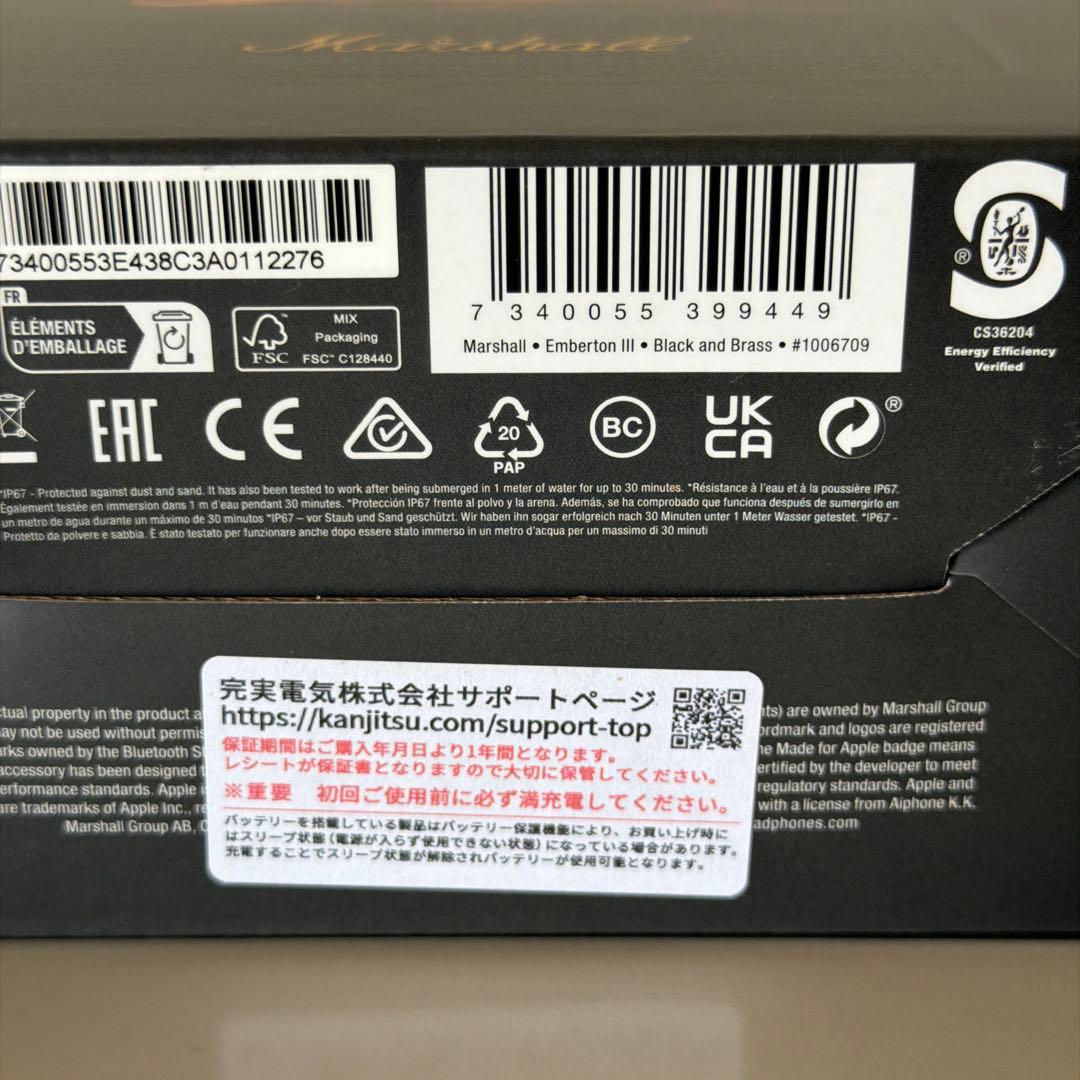 Marshall
73400553E438C3A0112276
7 340055 399449
Marshall • Emberton III • Black and Brass • #1006709
®
CS36204
Energy Efficiency
Verified
FR
ÉLÉMENTS
D'EMBALLAGE
FSC
MIX
Packaging
FSC™ C128440
EAC
CE
20
PAP
BC
UK
CA
®
*IP67 - Protected against dust and sand. It has also been tested to work after being submerged in 1 meter of water for up to 30 minutes. *Résistance à l'eau et à la poussière IP67.
Également testée en immersion dans 1 m d'eau pendant 30 minutes. *Protección IP67 frente al polvo y la arena. Además, se ha comprobado que funciona después de sumergirlo en
un metro de agua durante un máximo de 30 minutos *IP67 – vor Staub und Sand geschützt. Wir haben ihn sogar erfolgreich nach 30 Minuten unter 1 Meter Wasser getestet. *IP67 -
Protetto da polvere e sabbia. È stato testato per funzionare anche dopo essere stato immerso in un metro d'acqua per un massimo di 30 minuti
完実電気株式会社サポートページ
https://kanjitsu.com/support-top
保証期間はご購入年月日より1年間となります。
レシートが保証書となりますので大切に保管してください。
※重要 初回ご使用前に必ず満充電してください。
バッテリーを搭載している製品はバッテリー保護機能により、お買い上げ時に
はスリープ状態(電源が入らず使用できない状態)になっている場合があります。
充電することでスリープ状態が解除されバッテリーが使用可能となります。
tual property in the product a
nts) are owned by Marshall Group
ay not be used without permis
ordmark and logos are registered
rks owned by the Bluetooth S
he Made for Apple badge means
accessory has been designed t
ertified by the developer to meet
erformance standards. Apple i
regulatory standards. Apple and
are trademarks of Apple Inc., re
with a license from Aiphone K.K.
Marshall Group AB, C
adphones.com